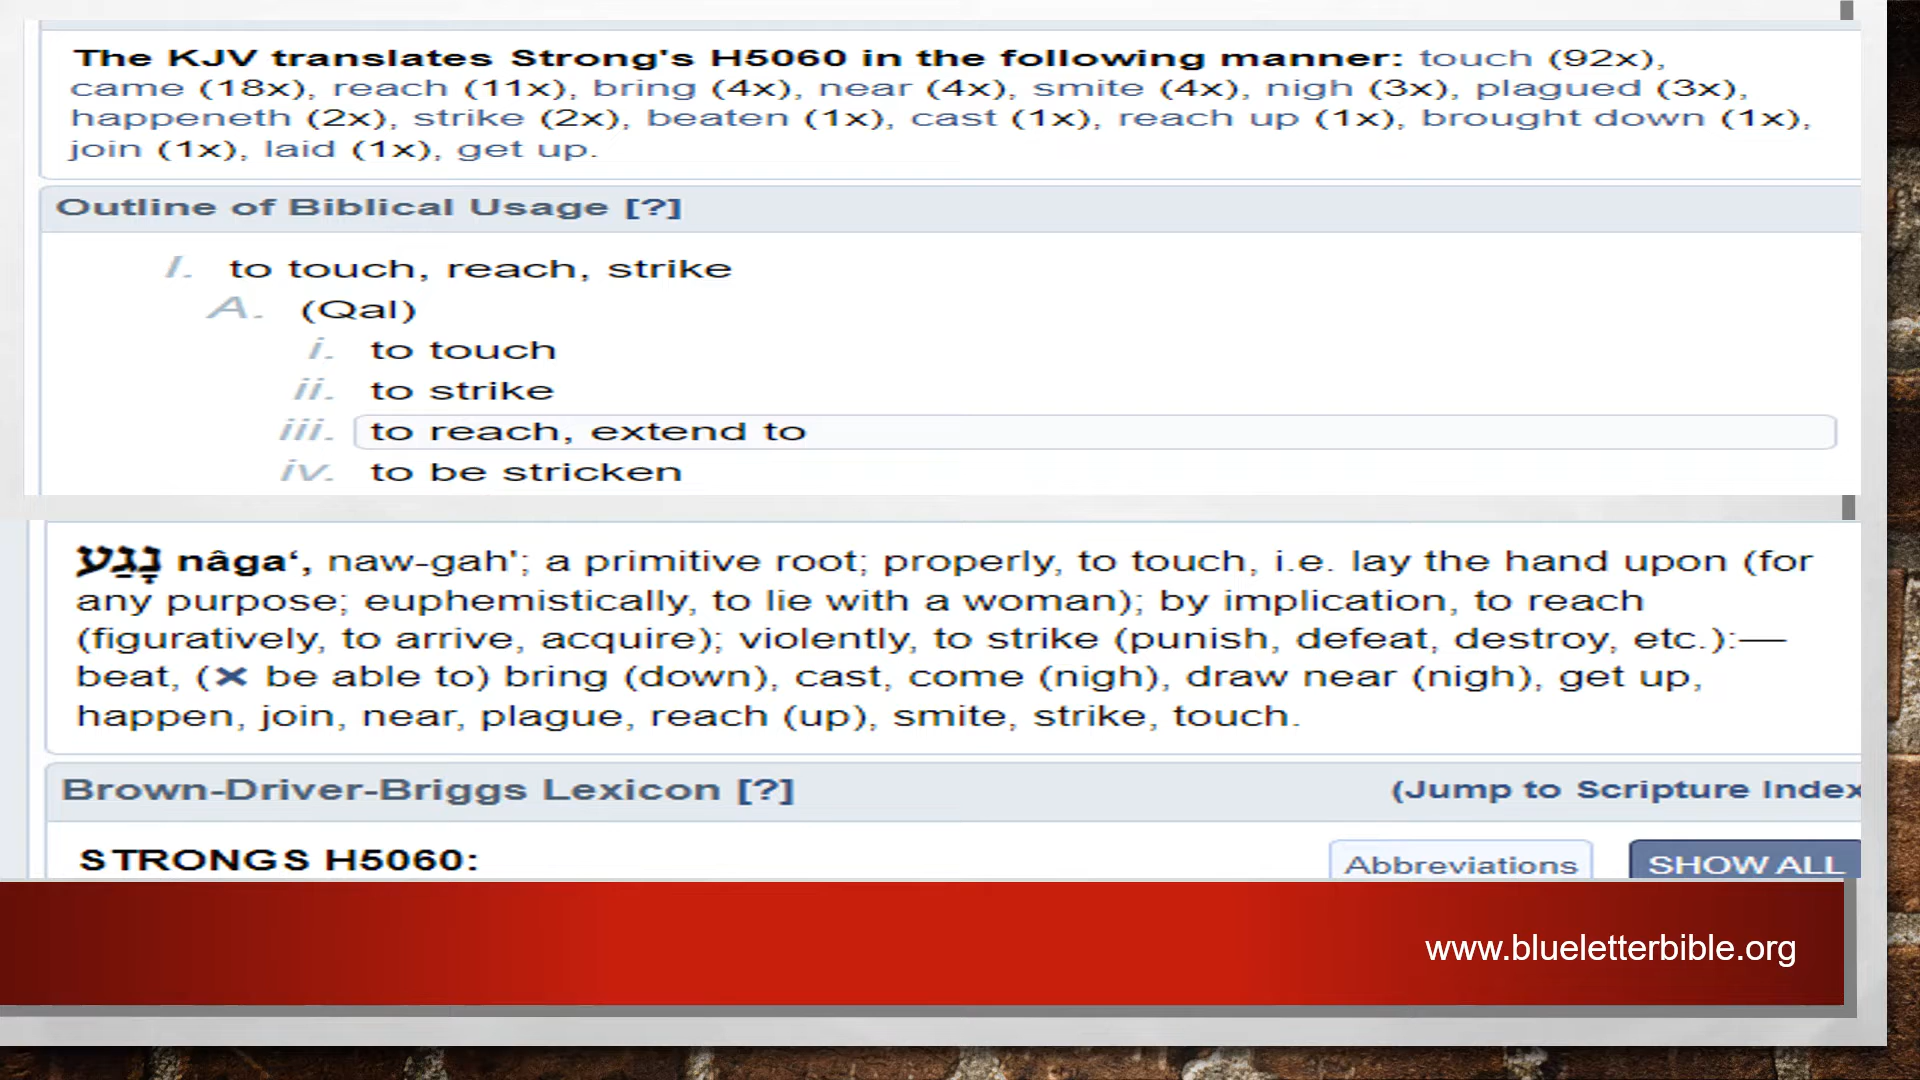 The KJV translates Strong's H5060 in the following manner: touch (92x),
came (18x), reach (11x), bring (4x), near (4x), smite (4x), nigh (3x), plagued (3x),
happeneth (2x), strike (2x), beaten (1x), cast (1x), reach up (1x), brought down (1x),
join (1x), laid (1x), get up.
Outline of Biblical Usage [?]
I. to touch, reach, strike
A. (Qal)
i. to touch
ii. to strike
iii. to reach, extend to
iv. to be stricken
נָגַע nâgaʻ, naw-gah'; a primitive root; properly, to touch, i.e. lay the hand upon (for
any purpose; euphemistically, to lie with a woman); by implication, to reach
(figuratively, to arrive, acquire); violently, to strike (punish, defeat, destroy, etc.):—
beat, (× be able to) bring (down), cast, come (nigh), draw near (nigh), get up,
happen, join, near, plague, reach (up), smite, strike, touch.
Brown-Driver-Briggs Lexicon [?] (Jump to Scripture Index
STRONGS H5060: Abbreviations SHOW ALL
www.blueletterbible.org